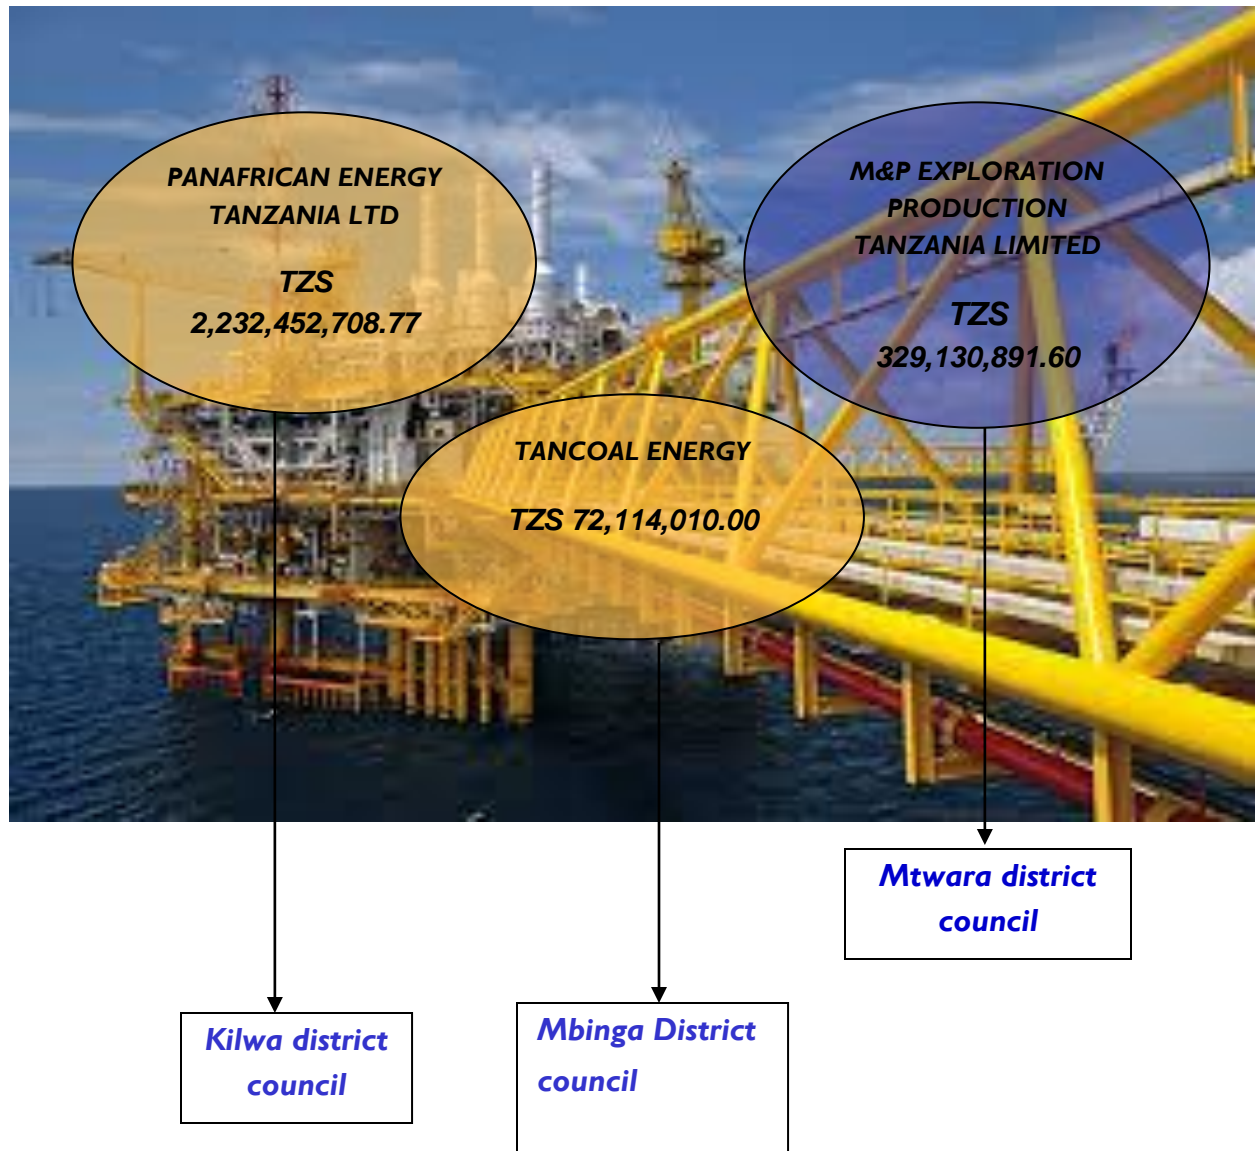 PANAFRICAN ENERGY
TANZANIA LTD
TZS
2,232,452,708.77
M&P EXPLORATION
PRODUCTION
TANZANIA LIMITED
TZS
329,130,891.60
TANCOAL ENERGY
TZS 72,114,010.00
Mtwara district
council
Kilwa district
council
Mbinga District
council